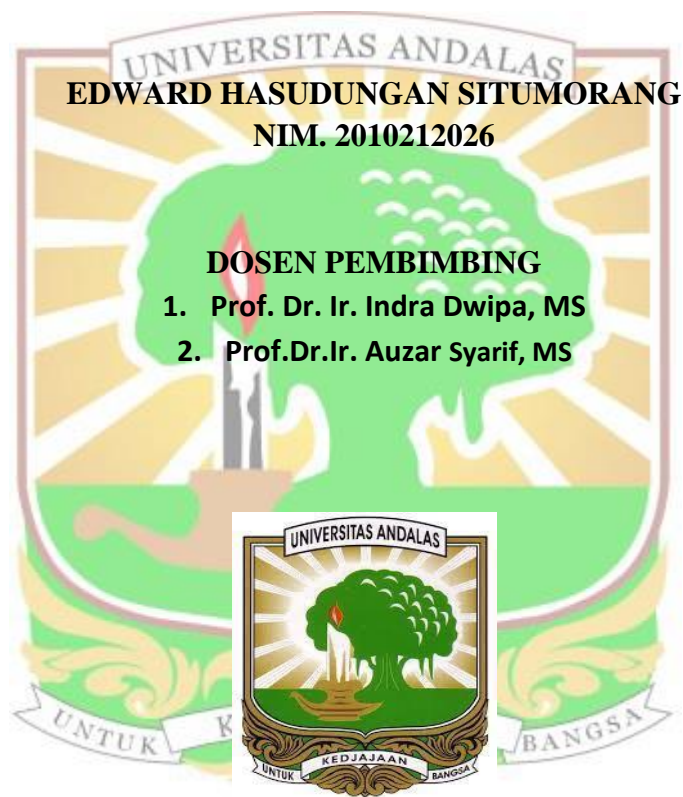 UNIVERSITAS ANDALAS
EDWARD HASUDUNGAN SITUMORANG
NIM. 2010212026
DOSEN PEMBIMBING
1. Prof. Dr. Ir. Indra Dwipa, MS
2. Prof.Dr.Ir. Auzar Syarif, MS
UNIVERSITAS ANDALAS
UNTUK KEDJAJAAN BANGSA
UNTUK K BANGSA